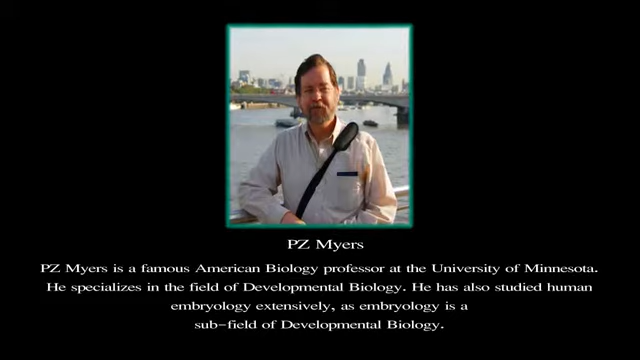 PZ Myers
PZ Myers is a famous American Biology professor at the University of Minnesota.
He specializes in the field of Developmental Biology. He has also studied human
embryology extensively, as embryology is a
sub-field of Developmental Biology.